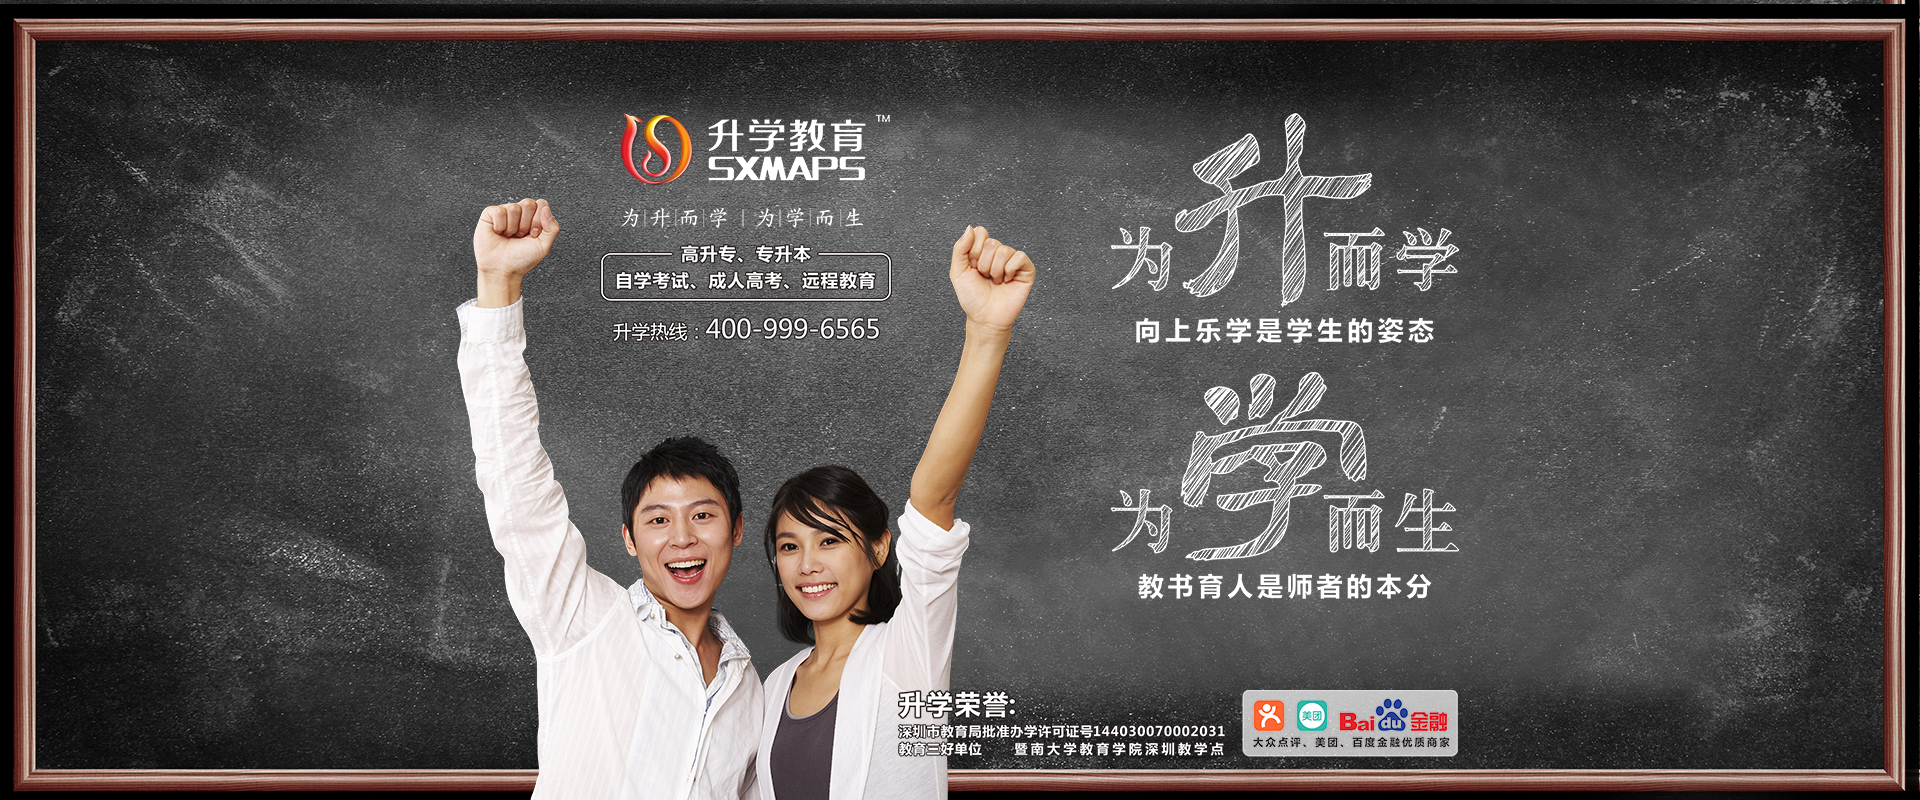 升学教育™
SXMAPS
为升而学 为学而生
高升专、专升本
自学考试、成人高考、远程教育
升学热线：400-999-6565
为升而学
向上乐学是学生的姿态
为学而生
教书育人是师者的本分
升学荣誉:
深圳市教育局批准办学许可证号144030070002031
教育三好单位 暨南大学教育学院深圳教学点
美团 Baidu金融
大众点评、美团、百度金融优质商家